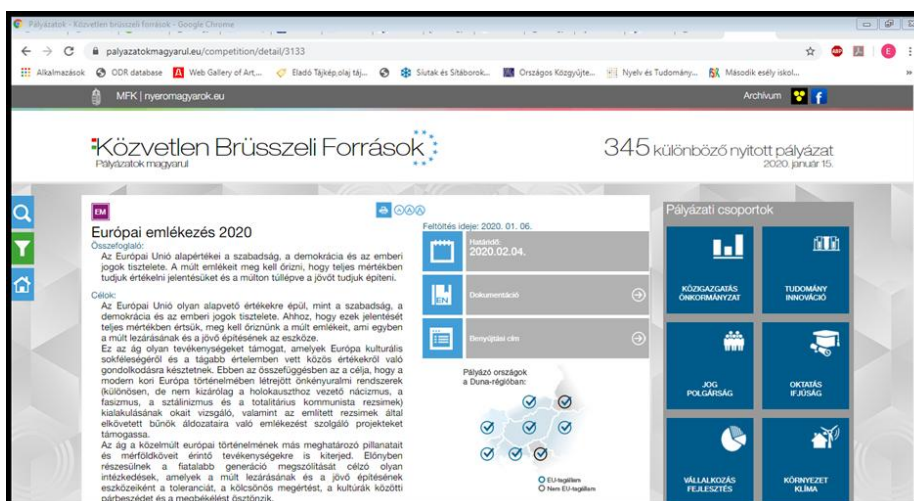 Pályázatok - Közvetlen brüsszeli források - Google Chrome
palyazatokmagyarul.eu/competition/detail/3133
Alkalmazások ODR database Web Gallery of Art,... Eladó Tájkép,olaj táj... Siutak és Sítáborok... Országos Közgyűjte... Nyelv és Tudomány... Második esély iskol...
MFK | nyeromagyarok.eu
Archívum
Közvetlen Brüsszeli Források
Pályázatok magyarul
345 különböző nyitott pályázat
2020. január 15.
EM
Európai emlékezés 2020
Összefoglaló:
Az Európai Unió alapértékei a szabadság, a demokrácia és az emberi
jogok tisztelete. A múlt emlékeit meg kell őrizni, hogy teljes mértékben
tudjuk értékelni jelentésüket és a múlton túllépve a jövőt tudjuk építeni.
Célok:
Az Európai Unió olyan alapvető értékekre épül, mint a szabadság, a
demokrácia és az emberi jogok tisztelete. Ahhoz, hogy ezek jelentését
teljes mértékben értsük, meg kell őriznünk a múlt emlékeit, ami egyben
a múlt lezárásának és a jövő építésének az eszköze.
Ez az ág olyan tevékenységeket támogat, amelyek Európa kulturális
sokféleségéről és a tágabb értelemben vett közös értékekről való
gondolkodásra késztetnek. Ebben az összefüggésben az a célja, hogy a
modern kori Európa történelmében létrejött önkényuralmi rendszerek
(különösen, de nem kizárólag a holokauszthoz vezető nácizmus, a
fasizmus, a sztálinizmus és a totalitárius kommunista rezsimek)
kialakulásának okait vizsgáló, valamint az említett rezsimek által
elkövetett bűnök áldozataira való emlékezést szolgáló projekteket
támogassa.
Az ág a közelmúlt európai történelmének más meghatározó pillanatait
és mérföldköveit érintő tevékenységekre is kiterjed. Előnyben
részesülnek a fiatalabb generáció megszólítását célzó olyan
intézkedések, amelyek a múlt lezárásának és a jövő építésének
eszközeiként a toleranciát, a kölcsönös megértést, a kultúrák közötti
párbeszédet és a megbékélést ösztönzik.
Feltöltés ideje: 2020. 01. 06.
Határidő:
2020.02.04.
EN
Dokumentáció
Benyújtási cím
Pályázó országok
a Duna-régióban:
EU-tagállam
Nem EU-tagállam
Pályázati csoportok
KÖZIGAZGATÁS
ÖNKORMÁNYZAT
TUDOMÁNY
INNOVÁCIÓ
JOG
POLGÁRSÁG
OKTATÁS
IFJÚSÁG
VÁLLALKOZÁS
FEJLESZTÉS
KÖRNYEZET
KLÍMA